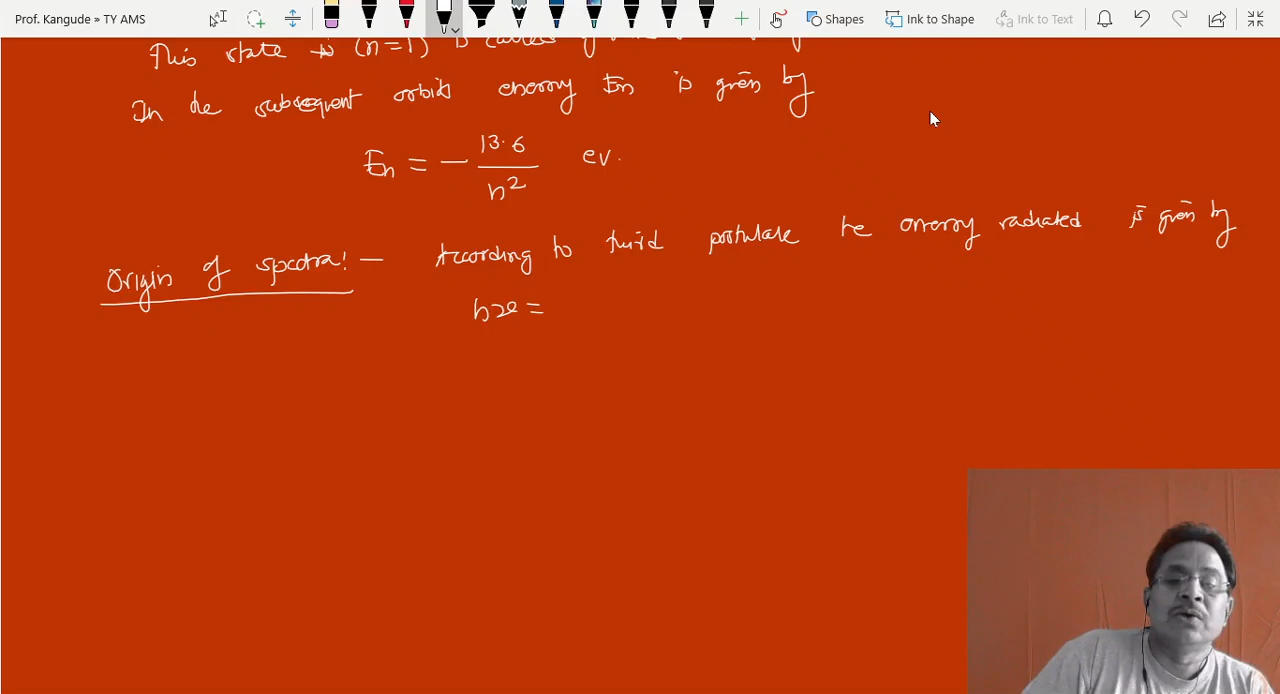 Prof. Kangude » TY AMS Shapes Ink to Shape Ink to Text
This state is (n=1) is called
In the subsequent orbits energy En is given by
En = - 13.6 / n² ev.
Origin of spectra! — According to third postulate the energy radiated is given by
hν =